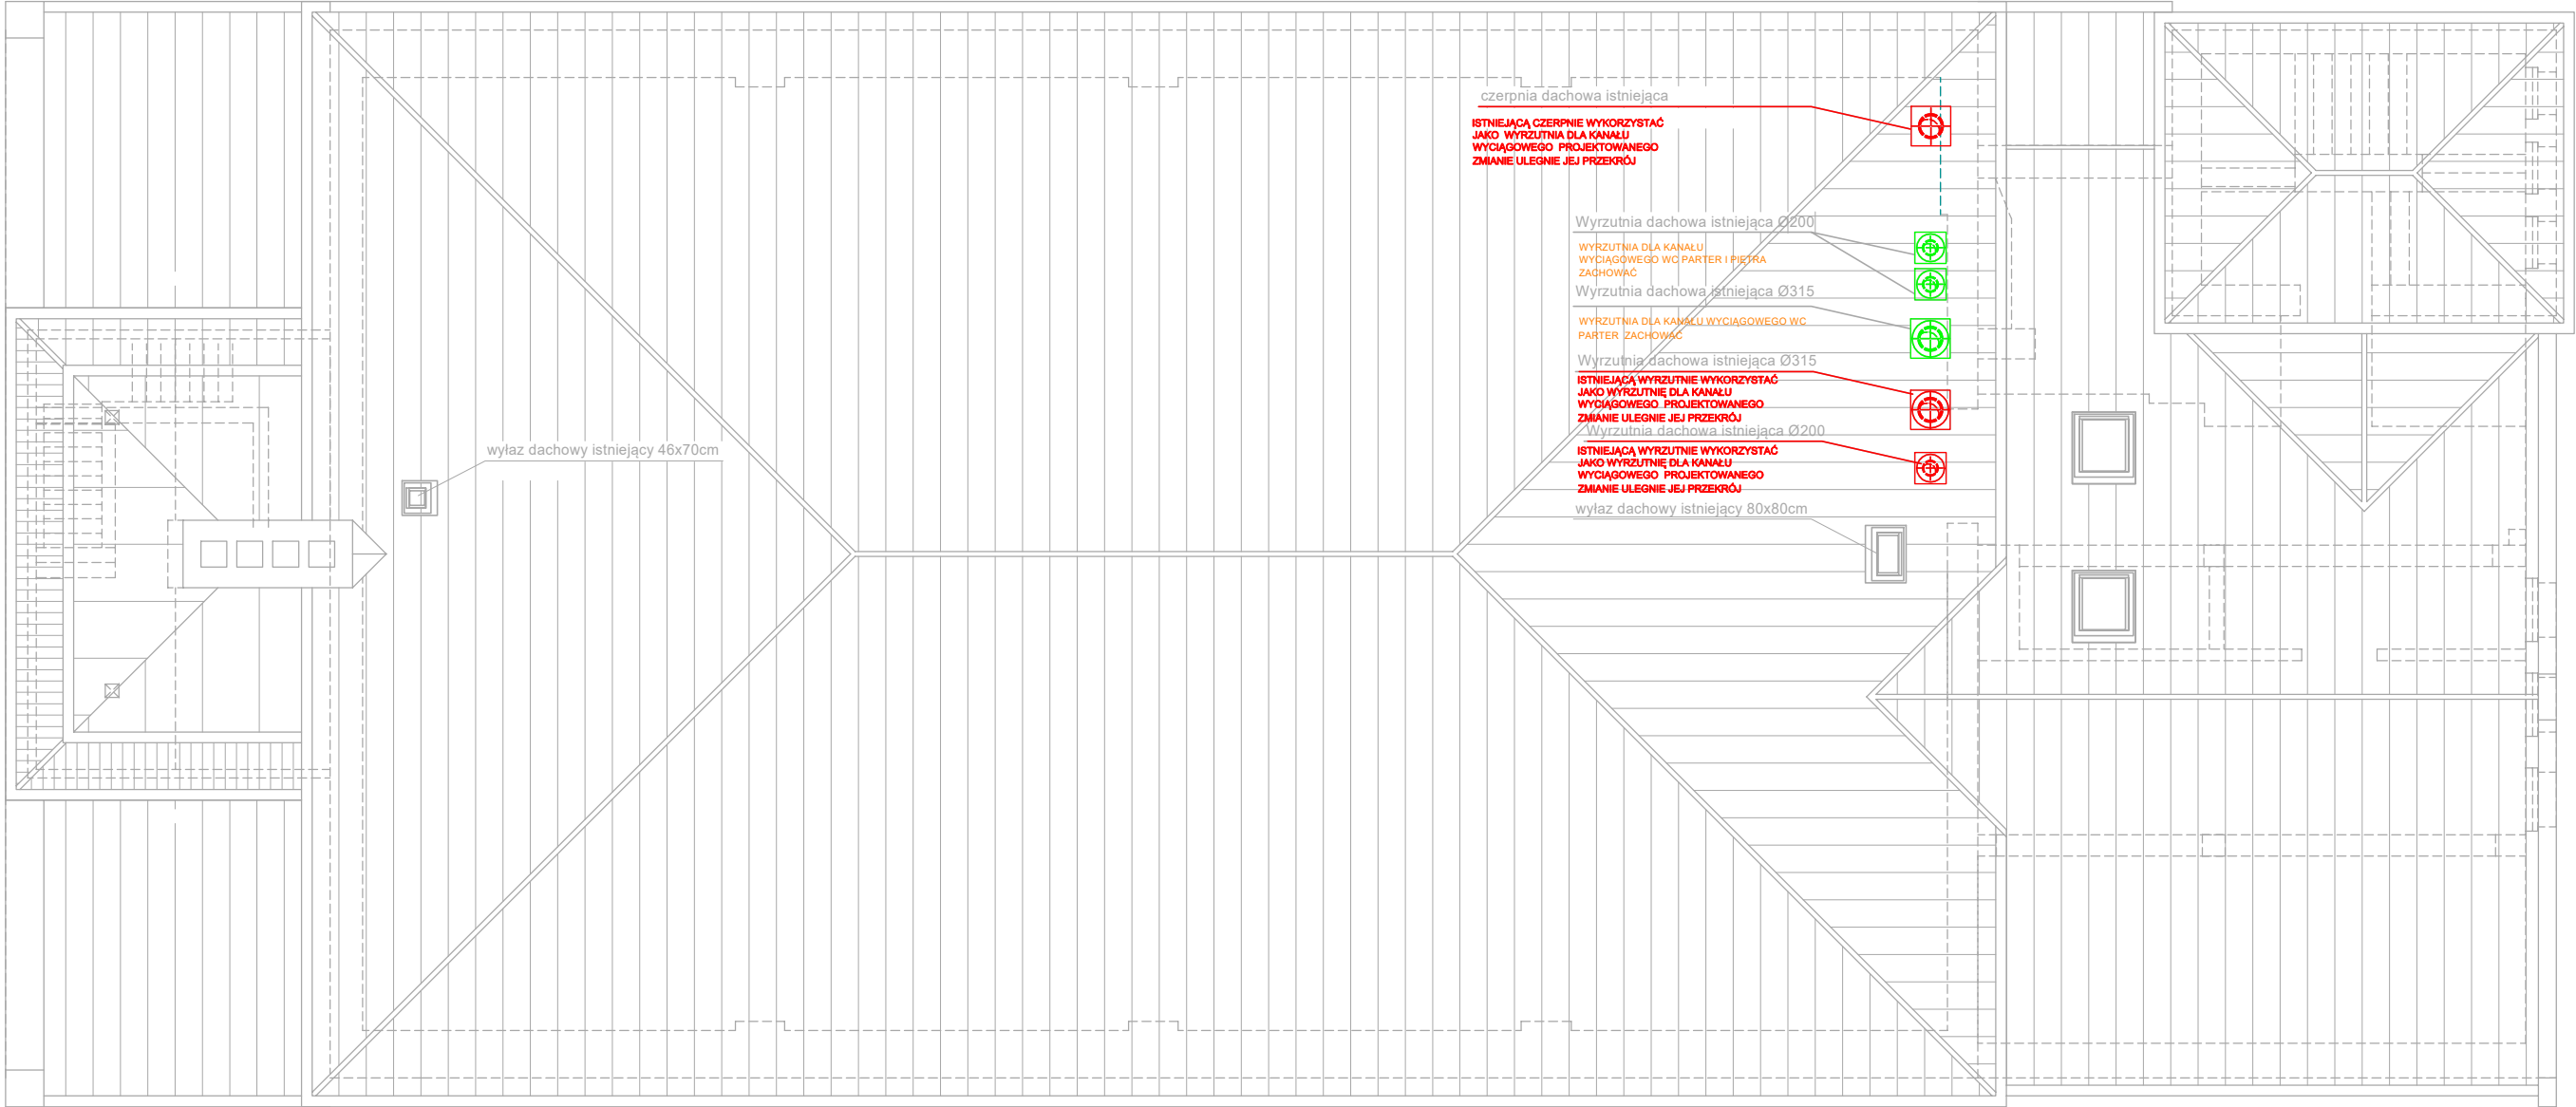 czerpnia dachowa istniejąca
ISTNIEJĄCĄ CZERPNIE WYKORZYSTAĆ
JAKO WYRZUTNIA DLA KANAŁU
WYCIĄGOWEGO PROJEKTOWANEGO
ZMIANIE ULEGNIE JEJ PRZEKRÓJ
Wyrzutnia dachowa istniejąca Ø200
WYRZUTNIA DLA KANAŁU
WYCIĄGOWEGO WC PARTER I PIĘTRA
ZACHOWAĆ
Wyrzutnia dachowa istniejąca Ø315
WYRZUTNIA DLA KANAŁU WYCIĄGOWEGO WC
PARTER ZACHOWAĆ
Wyrzutnia dachowa istniejąca Ø315
ISTNIEJĄCĄ WYRZUTNIE WYKORZYSTAĆ
JAKO WYRZUTNIĘ DLA KANAŁU
WYCIĄGOWEGO PROJEKTOWANEGO
ZMIANIE ULEGNIE JEJ PRZEKRÓJ
Wyrzutnia dachowa istniejąca Ø200
ISTNIEJĄCĄ WYRZUTNIE WYKORZYSTAĆ
JAKO WYRZUTNIĘ DLA KANAŁU
WYCIĄGOWEGO PROJEKTOWANEGO
ZMIANIE ULEGNIE JEJ PRZEKRÓJ
wyłaz dachowy istniejący 80x80cm
wyłaz dachowy istniejący 46x70cm